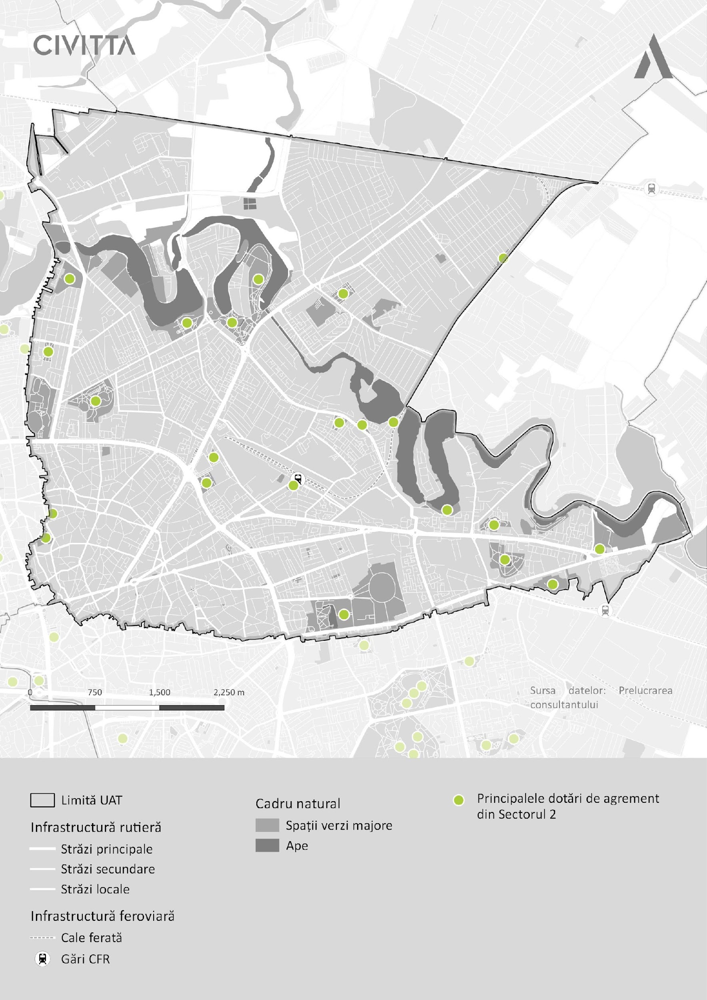 CIVITTA
0 750 1,500 2,250 m
Sursa datelor: Prelucrarea
consultantului
Limită UAT
Infrastructură rutieră
Străzi principale
Străzi secundare
Străzi locale
Infrastructură feroviară
Cale ferată
Gări CFR
Cadru natural
Spații verzi majore
Ape
Principalele dotări de agrement
din Sectorul 2